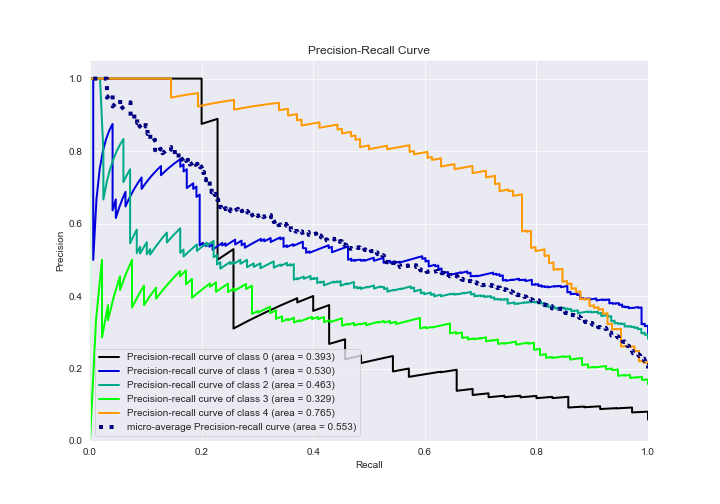 Precision-Recall Curve
1.0
0.8
0.6
0.4
0.2
0.0
Precision
Precision-recall curve of class 0 (area = 0.393)
Precision-recall curve of class 1 (area = 0.530)
Precision-recall curve of class 2 (area = 0.463)
Precision-recall curve of class 3 (area = 0.329)
Precision-recall curve of class 4 (area = 0.765)
micro-average Precision-recall curve (area = 0.553)
0.0 0.2 0.4 0.6 0.8 1.0
Recall